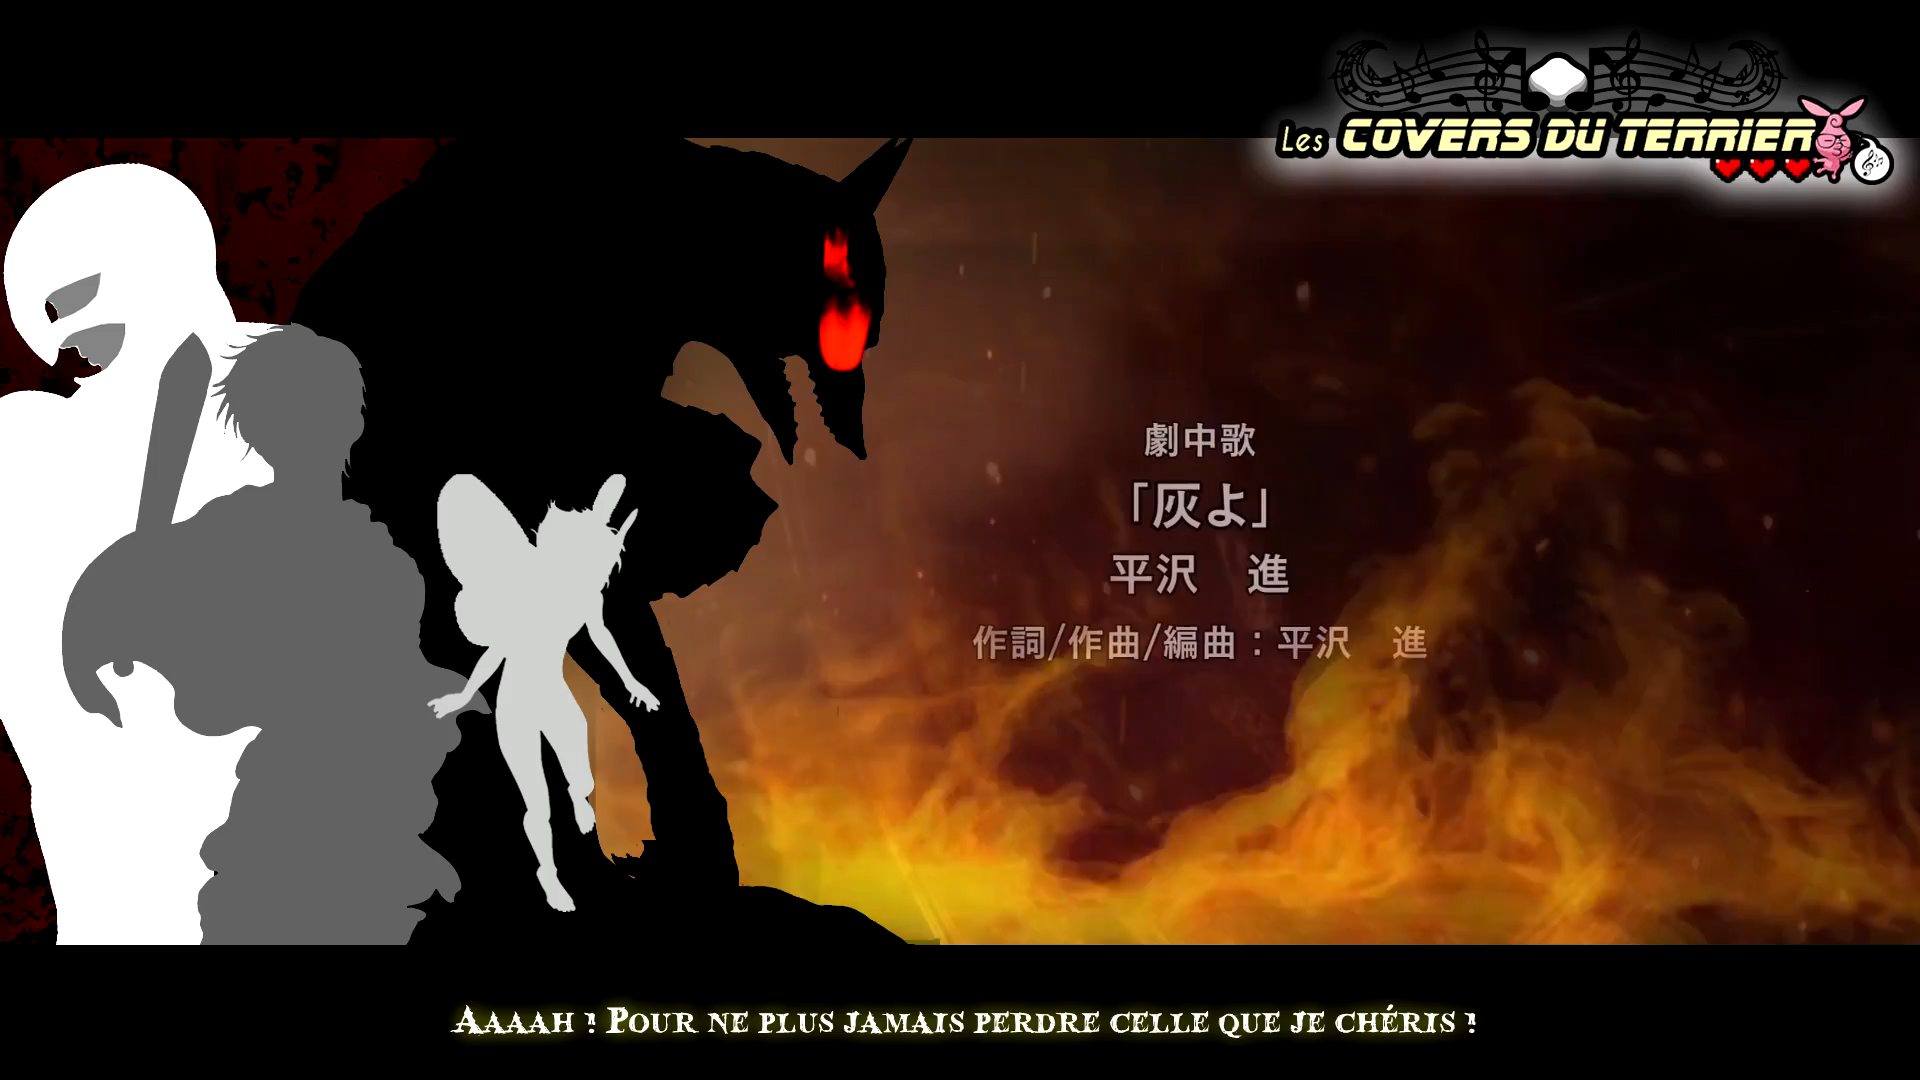 Les COVERS DU TERRIER
劇中歌
「灰よ」
平沢　進
作詞/作曲/編曲：平沢　進
AAAAH ! POUR NE PLUS JAMAIS PERDRE CELLE QUE JE CHÉRIS !